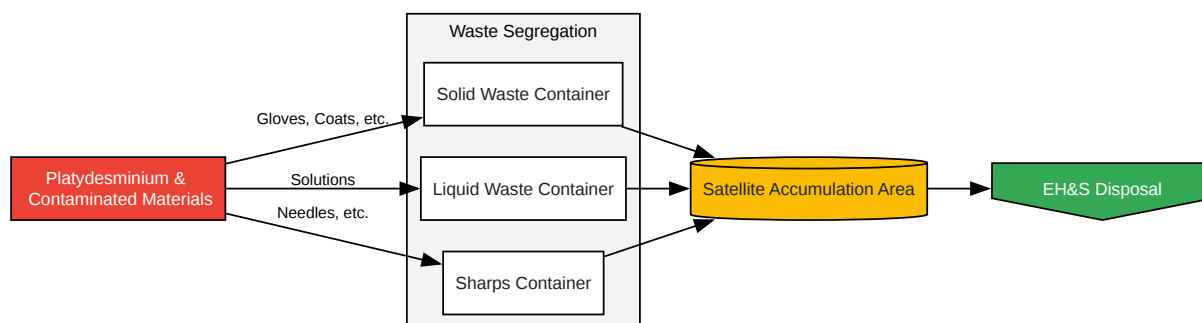 Waste Segregation
Solid Waste Container
Gloves, Coats, etc.
Platydesminium &
Contaminated Materials
Solutions
Liquid Waste Container
Satellite Accumulation Area
EH&S Disposal
Needles, etc.
Sharps Container